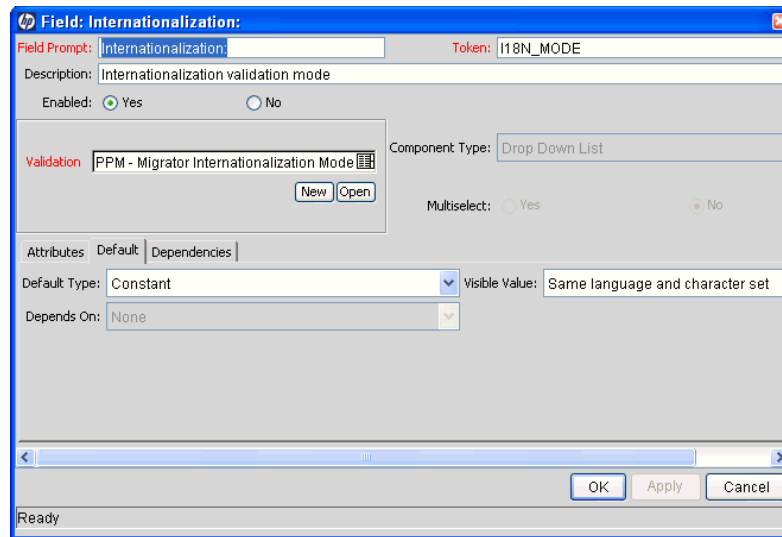 hp Field: Internationalization:
Field Prompt: Internationalization: Token: I18N_MODE
Description: Internationalization validation mode
Enabled: Yes No
Validation PPM - Migrator Internationalization Mode Component Type: Drop Down List
New Open Multiselect: Yes No
Attributes Default Dependencies
Default Type: Constant Visible Value: Same language and character set
Depends On: None
OK Apply Cancel
Ready